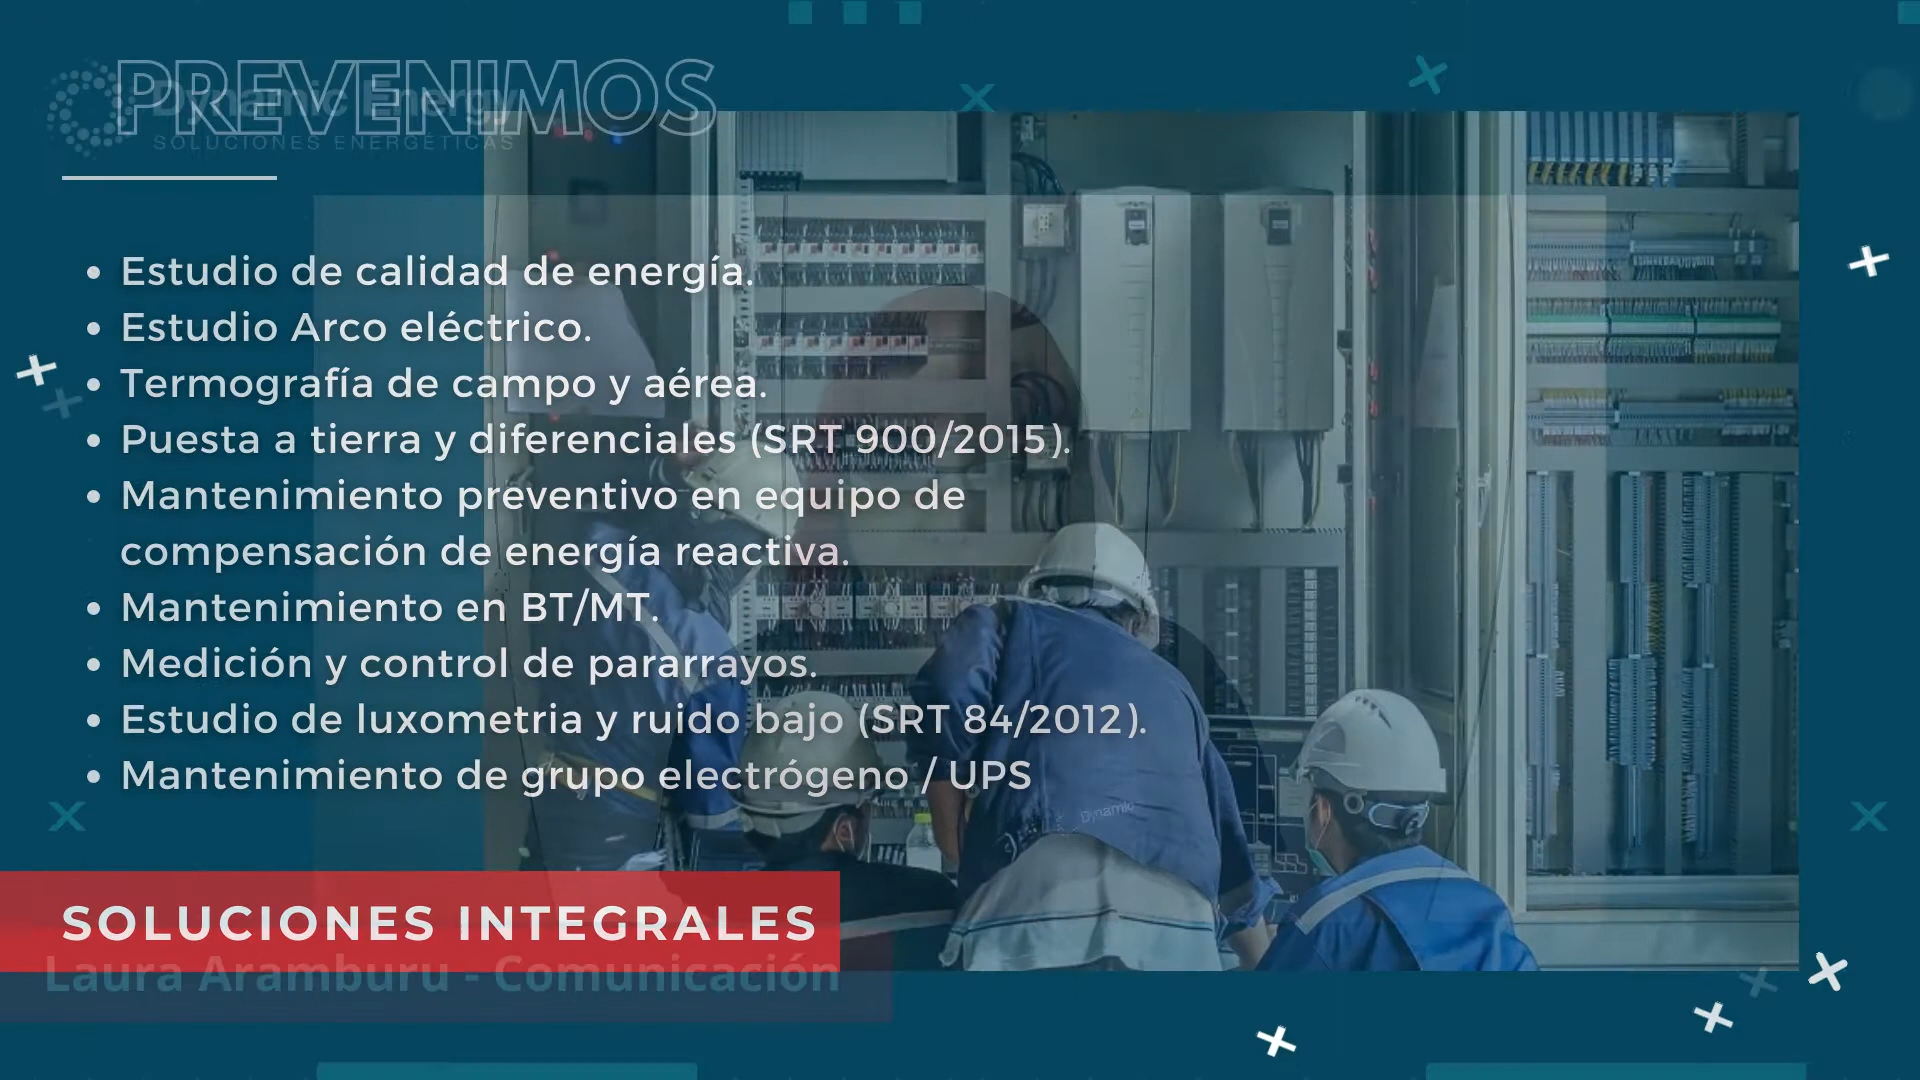 PREVENIMOS
Dynamic Energy
SOLUCIONES ENERGÉTICAS
Estudio de calidad de energía.
Estudio Arco eléctrico.
Termografía de campo y aérea.
Puesta a tierra y diferenciales (SRT 900/2015).
Mantenimiento preventivo en equipo de
compensación de energía reactiva.
Mantenimiento en BT/MT.
Medición y control de pararrayos.
Estudio de luxometria y ruido bajo (SRT 84/2012).
Mantenimiento de grupo electrógeno / UPS
Dynamic
SOLUCIONES INTEGRALES
Laura Aramburu - Comunicación